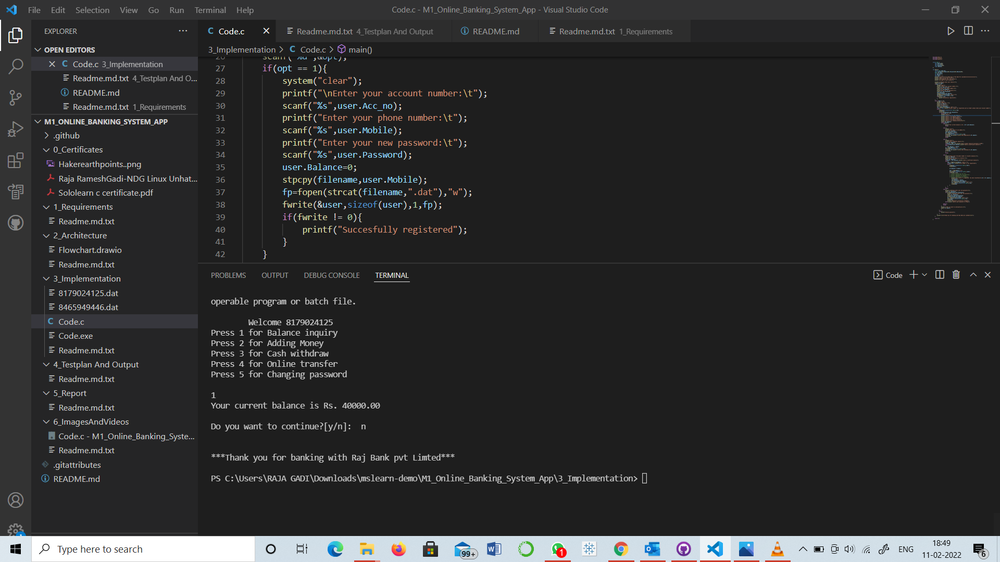 File Edit Selection View Go Run Terminal Help
Code.c - M1_Online_Banking_System_App - Visual Studio Code
EXPLORER
OPEN EDITORS
Code.c 3_Implementation
Readme.md.txt 4_Testplan And O...
README.md
Readme.md.txt 1_Requirements
M1_ONLINE_BANKING_SYSTEM_APP
.github
0_Certificates
Hakerearthpoints..png
Raja RameshGadi-NDG Linux Unhat...
Sololearn c certificate.pdf
1_Requirements
Readme.md.txt
2_Architecture
Flowchart.drawio
Readme.md.txt
3_Implementation
8179024125.dat
8465949446.dat
Code.c
Code.exe
Readme.md.txt
4_Testplan And Output
Readme.md.txt
5_Report
Readme.md.txt
6_ImagesAndVideos
Code.c - M1_Online_Banking_Syste...
Readme.md.txt
.gitattributes
README.md
Code.c
Readme.md.txt 4_Testplan And Output
README.md
Readme.md.txt 1_Requirements
3_Implementation > C Code.c > main()
26 scanf("%d",&opt);
27 if(opt == 1){
28 system("clear");
29 printf("\nEnter your account number:\t");
30 scanf("%s",user.Acc_no);
31 printf("Enter your phone number:\t");
32 scanf("%s",user.Mobile);
33 printf("Enter your new password:\t");
34 scanf("%s",user.Password);
35 user.Balance=0;
36 stpcpy(filename,user.Mobile);
37 fp=fopen(strcat(filename,".dat"),"w");
38 fwrite(&user,sizeof(user),1,fp);
39 if(fwrite != 0){
40 printf("Succesfully registered");
41 }
42 }
PROBLEMS OUTPUT DEBUG CONSOLE TERMINAL
Code
operable program or batch file.
Welcome 8179024125
Press 1 for Balance inquiry
Press 2 for Adding Money
Press 3 for Cash withdraw
Press 4 for Online transfer
Press 5 for Changing password
1
Your current balance is Rs. 40000.00
Do you want to continue?[y/n]: n
***Thank you for banking with Raj Bank pvt Limted***
PS C:\Users\RAJA GADI\Downloads\mslearn-demo\M1_Online_Banking_System_App\3_Implementation>
Type here to search
99+
1
ENG
18:49
11-02-2022
6